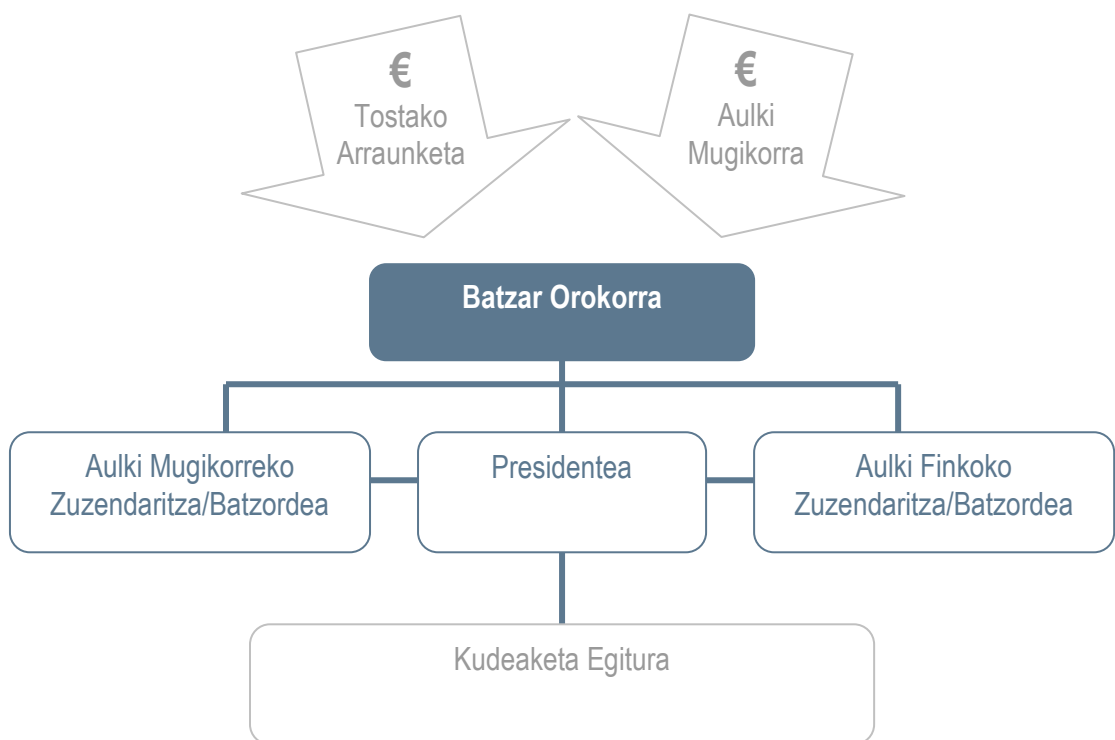 €
Tostako
Arraunketa
€
Aulki
Mugikorra
Batzar Orokorra
Aulki Mugikorreko
Zuzendaritza/Batzordea
Presidentea
Aulki Finkoko
Zuzendaritza/Batzordea
Kudeaketa Egitura